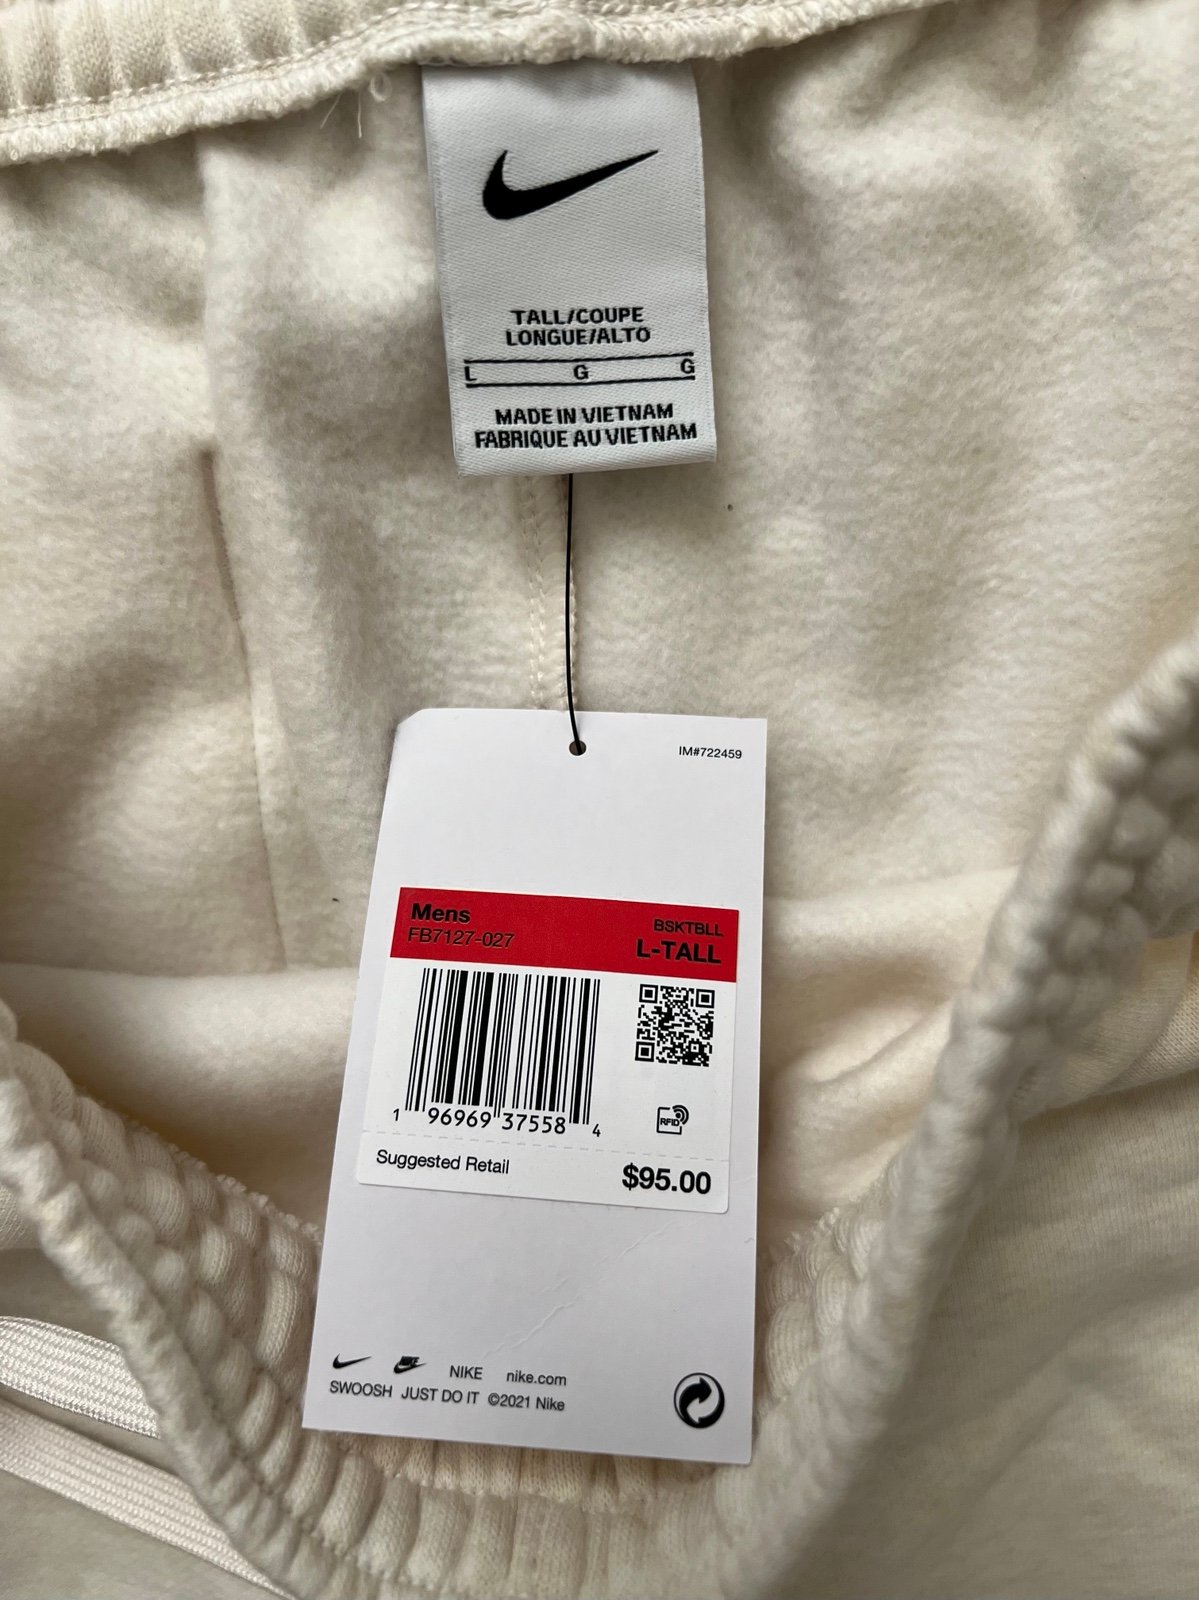 TALL/COUPE
LONGUE/ALTO
L G G
MADE IN VIETNAM
FABRIQUE AU VIETNAM
IM#722459
Mens
FB7127-027
BSKTBLL
L-TALL
1 96969 37558 4
RFID
Suggested Retail
$95.00
NIKE nike.com
SWOOSH JUST DO IT ©2021 Nike